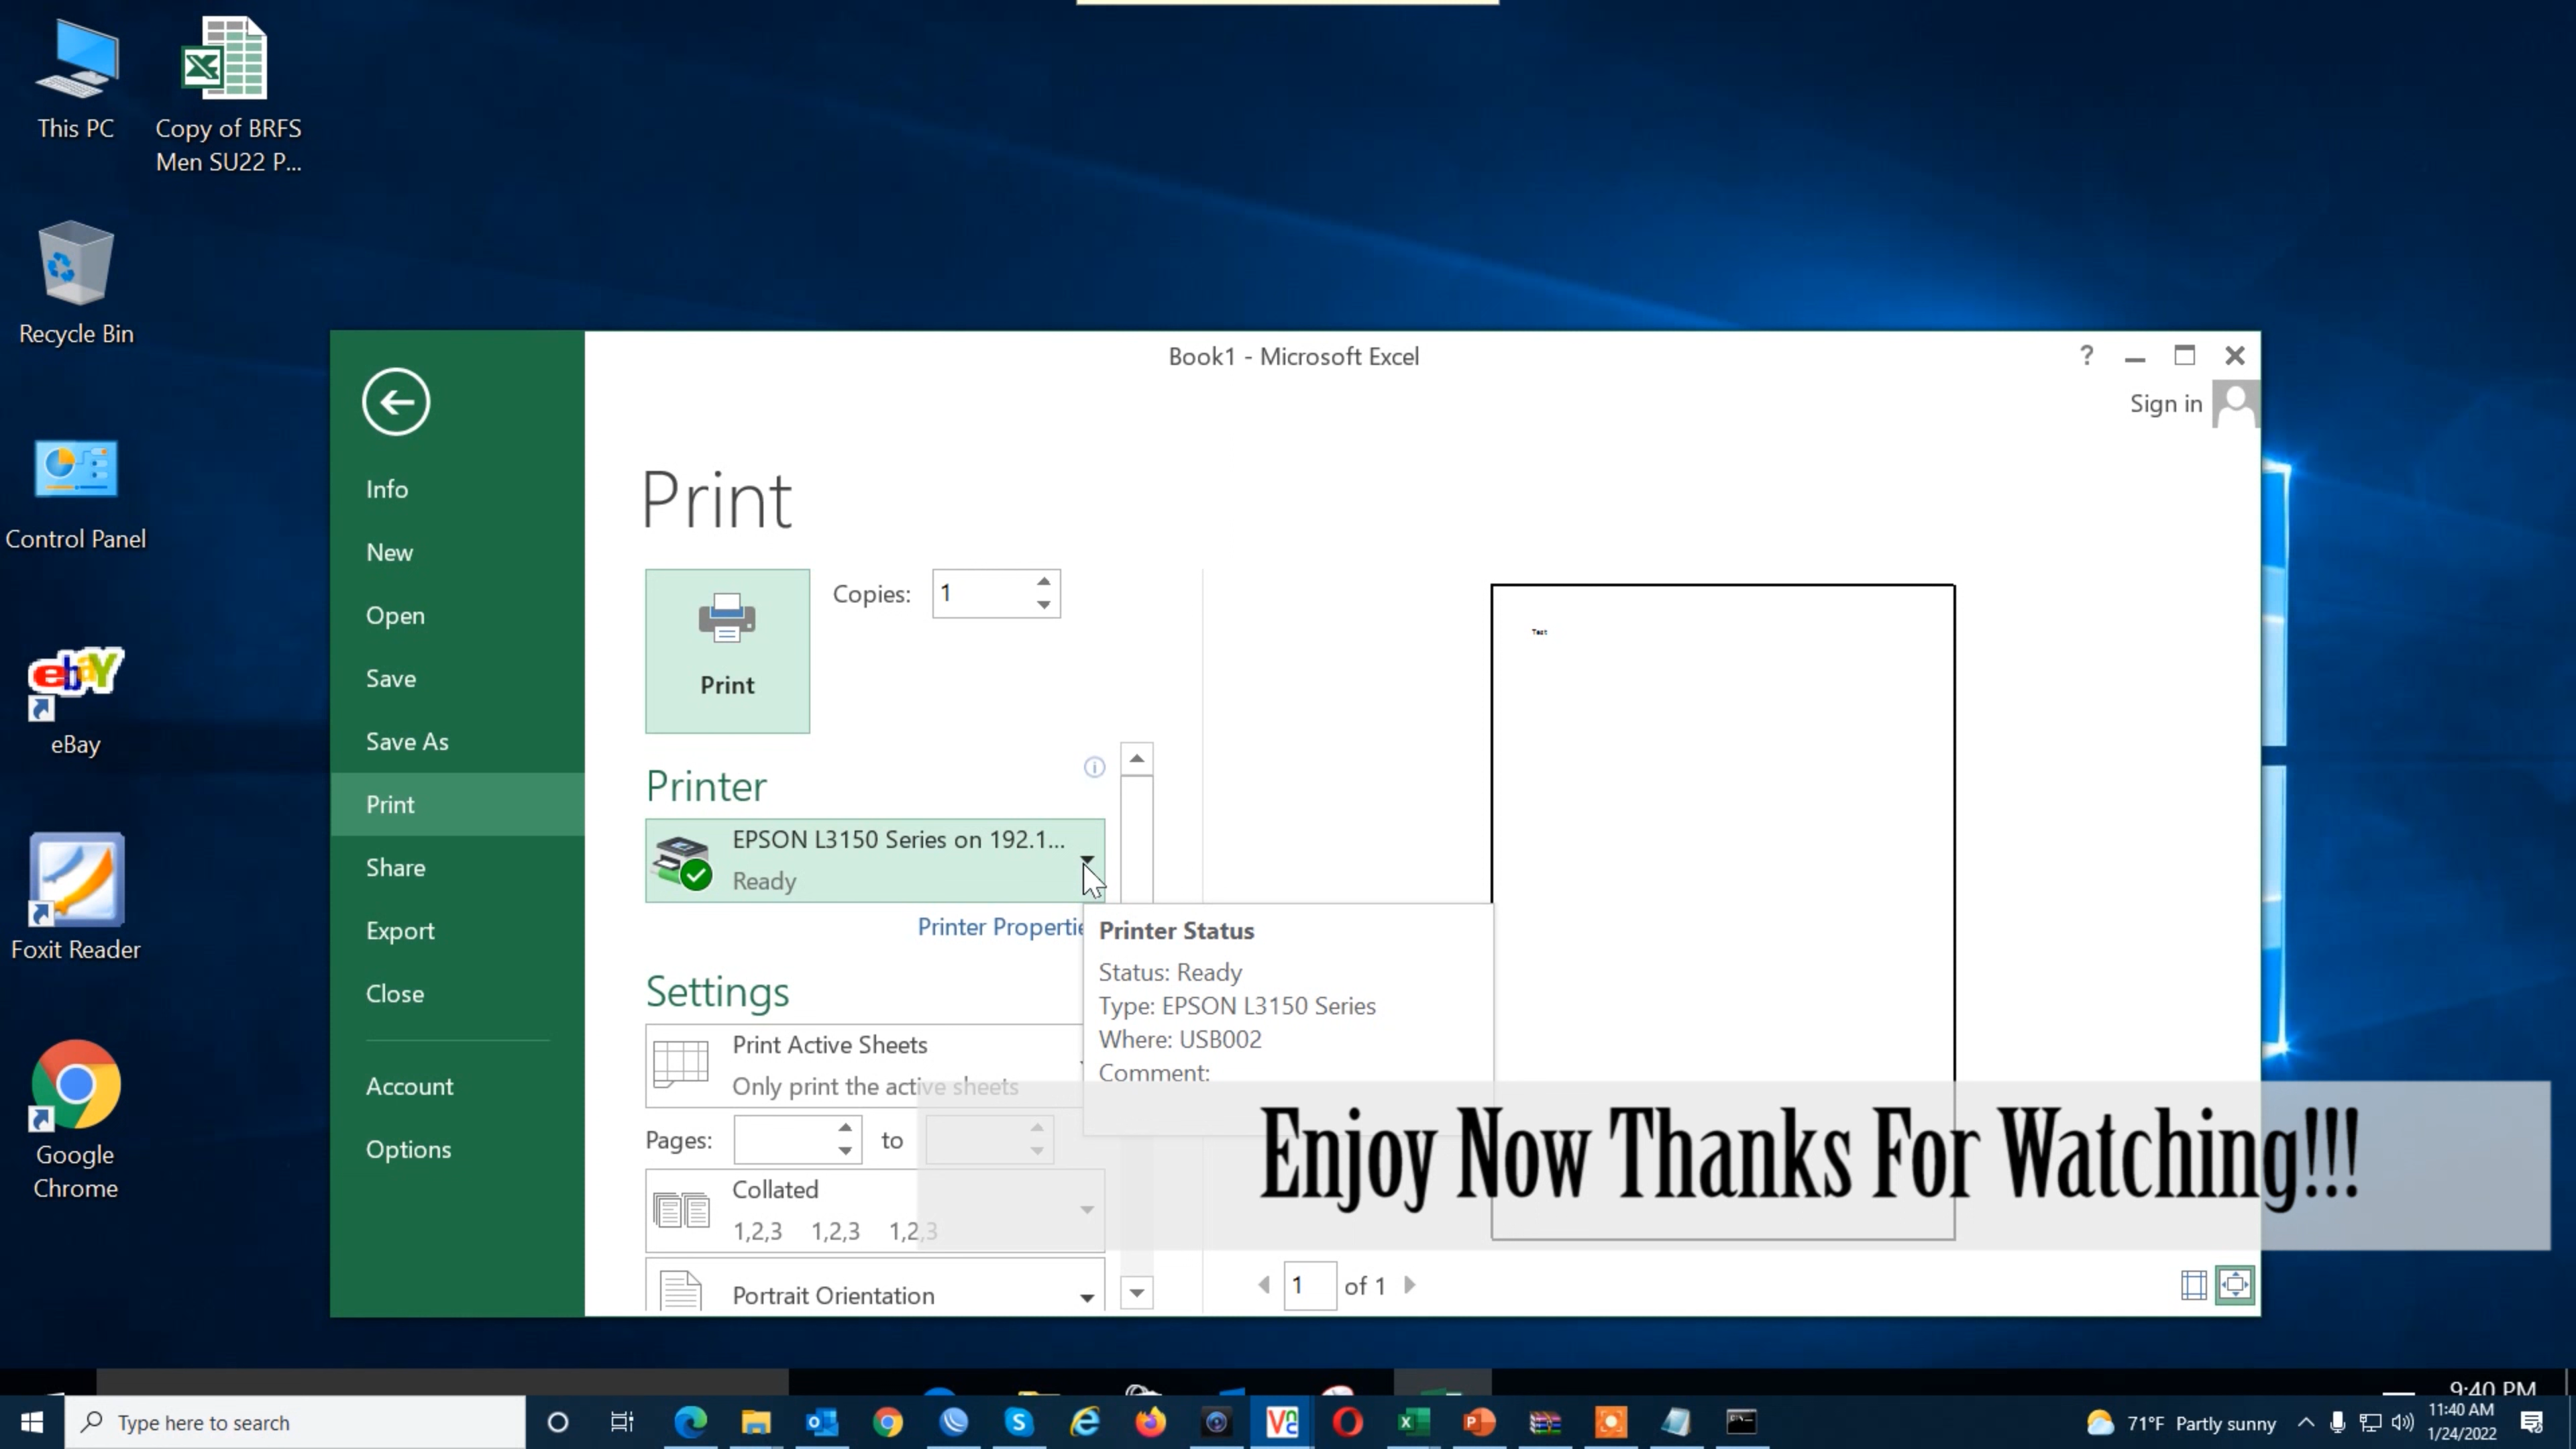 This PC
Copy of BRFS
Men SU22 P...
Recycle Bin
Control Panel
eBay
eBay
Foxit Reader
Google
Chrome
Book1 - Microsoft Excel
?
Sign in
Info
New
Open
Save
Save As
Print
Share
Export
Close
Account
Options
Print
Print
Copies: 1
Printer
EPSON L3150 Series on 192.1...
Ready
Printer Propertie
Printer Status
Status: Ready
Type: EPSON L3150 Series
Where: USB002
Comment:
Settings
Print Active Sheets
Only print the active sheets
Pages: to
Collated
1,2,3 1,2,3 1,2,3
Portrait Orientation
1 of 1
Enjoy Now Thanks For Watching!!!
9:40 PM
Type here to search
71°F Partly sunny
11:40 AM
1/24/2022